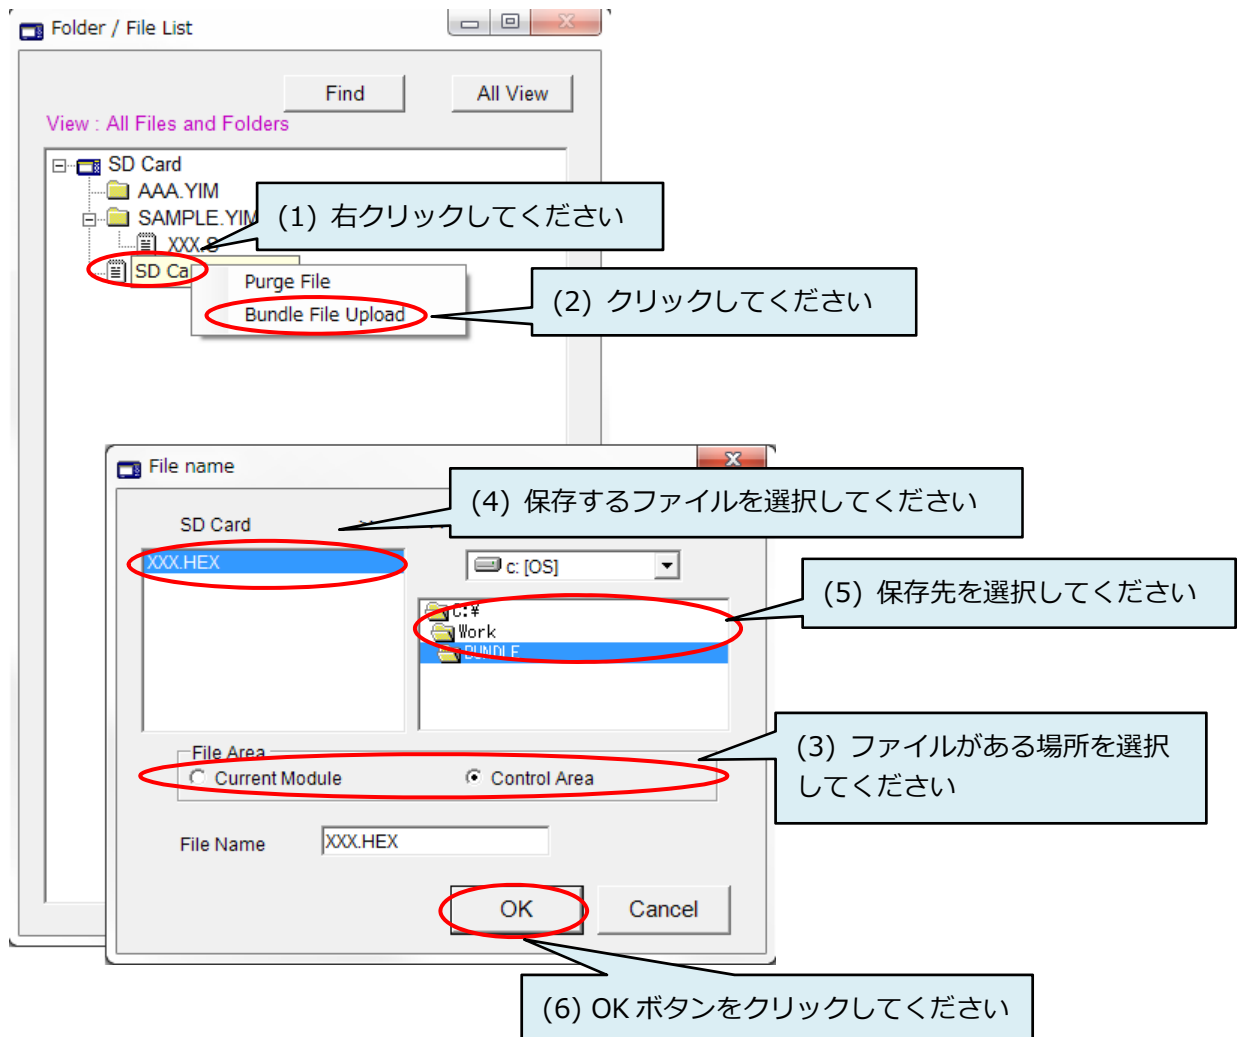 Folder / File List
Find
All View
View : All Files and Folders
SD Card
AAA.YIM
SAMPLE.YIM
(1) 右クリックしてください
XXX.S
SD Ca
Purge File
Bundle File Upload
(2) クリックしてください
File name
(4) 保存するファイルを選択してください
SD Card
XXX.HEX
c: [OS]
(5) 保存先を選択してください
C:¥
Work
BUNDLE
(3) ファイルがある場所を選択
してください
File Area
Current Module
Control Area
File Name
XXX.HEX
OK
Cancel
(6) OK ボタンをクリックしてください